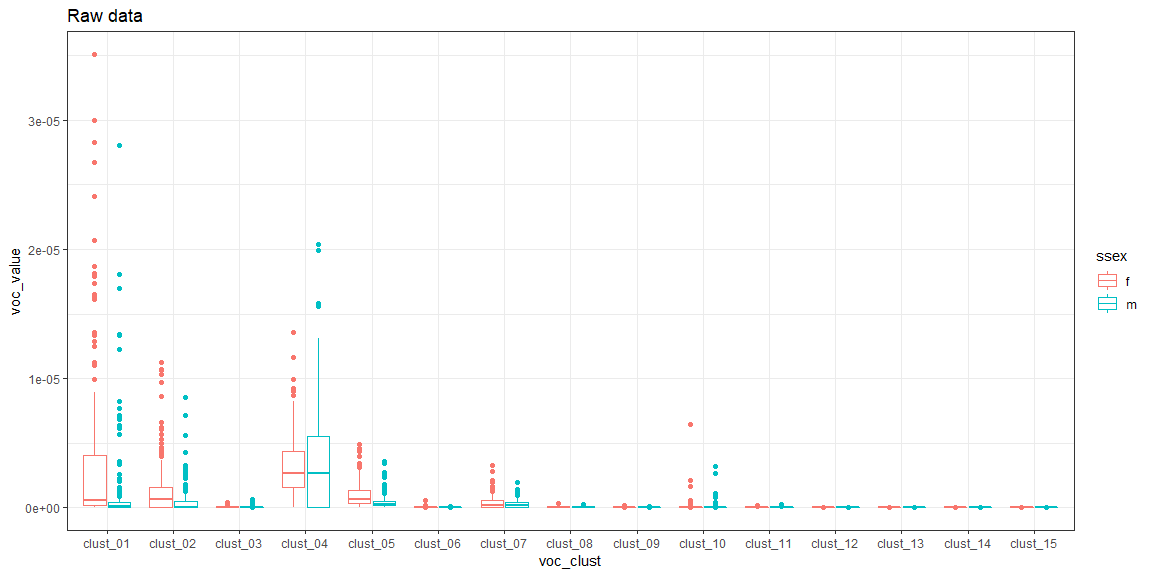 Raw data
3e-05
2e-05
1e-05
0e+00
voc_value
clust_01 clust_02 clust_03 clust_04 clust_05 clust_06 clust_07 clust_08 clust_09 clust_10 clust_11 clust_12 clust_13 clust_14 clust_15
voc_clust
ssex
f
m